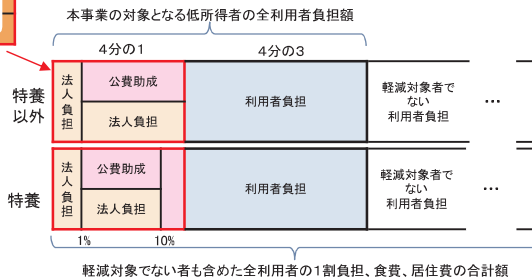 本事業の対象となる低所得者の全利用者負担額
4分の1
4分の3
特養
以外
法人負担
公費助成
法人負担
利用者負担
軽減対象者で
ない
利用者負担
…
特養
法人負担
公費助成
法人負担
利用者負担
軽減対象者で
ない
利用者負担
…
1%
10%
軽減対象でない者も含めた全利用者の1割負担、食費、居住費の合計額